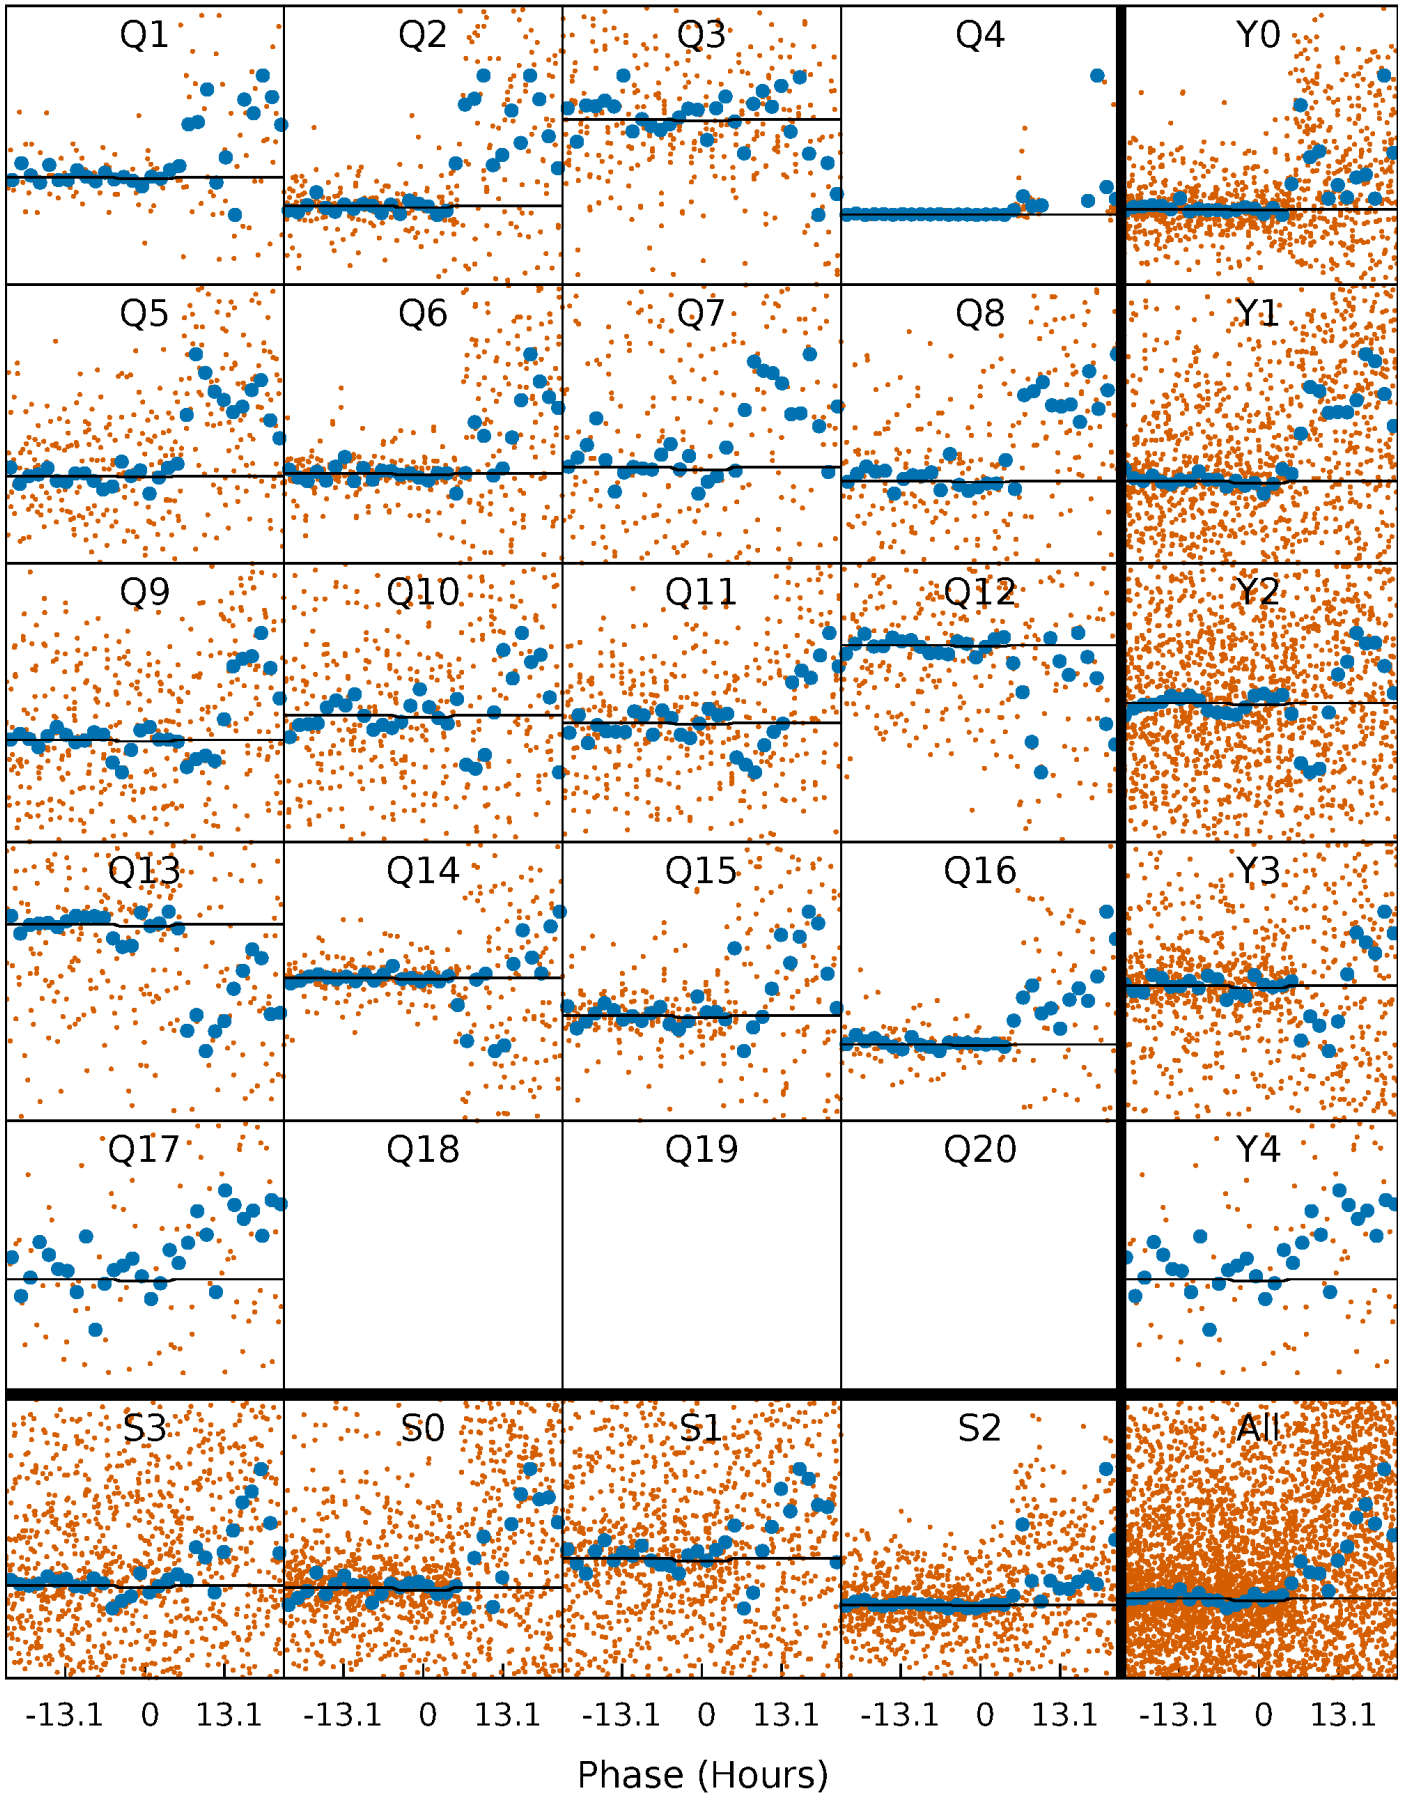 Q1 Q2 Q3 Q4 Y0
Q5 Q6 Q7 Q8 Y1
Q9 Q10 Q11 Q12 Y2
Q13 Q14 Q15 Q16 Y3
Q17 Q18 Q19 Q20 Y4
S3 S0 S1 S2 All
-13.1 0 13.1 -13.1 0 13.1 -13.1 0 13.1 -13.1 0 13.1 -13.1 0 13.1
Phase (Hours)